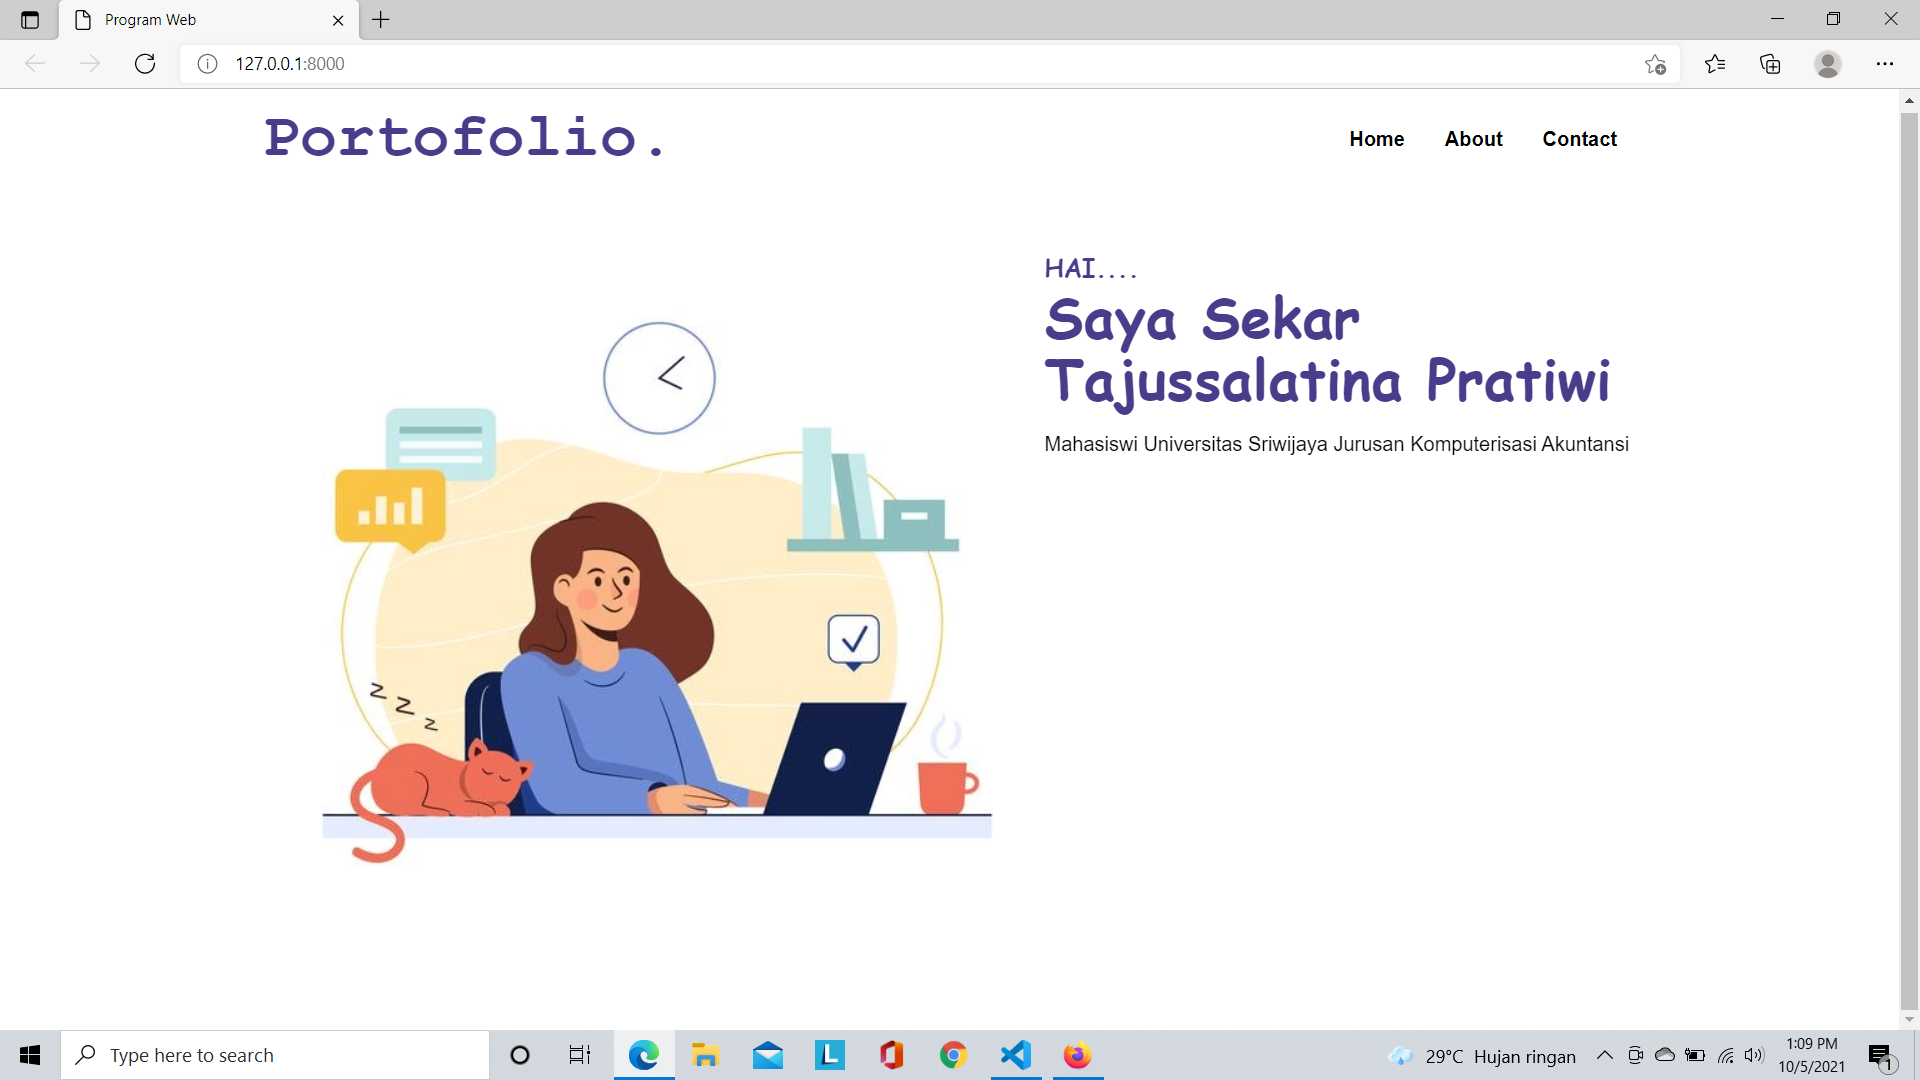 Program Web
127.0.0.1:8000
Portofolio.
Home About Contact
HAI....
Saya Sekar
Tajussalatina Pratiwi
Mahasiswi Universitas Sriwijaya Jurusan Komputerisasi Akuntansi
z z z
Type here to search
L
29°C Hujan ringan
1:09 PM
10/5/2021
1